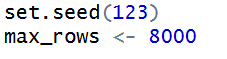 set.seed(123)
max_rows <- 8000